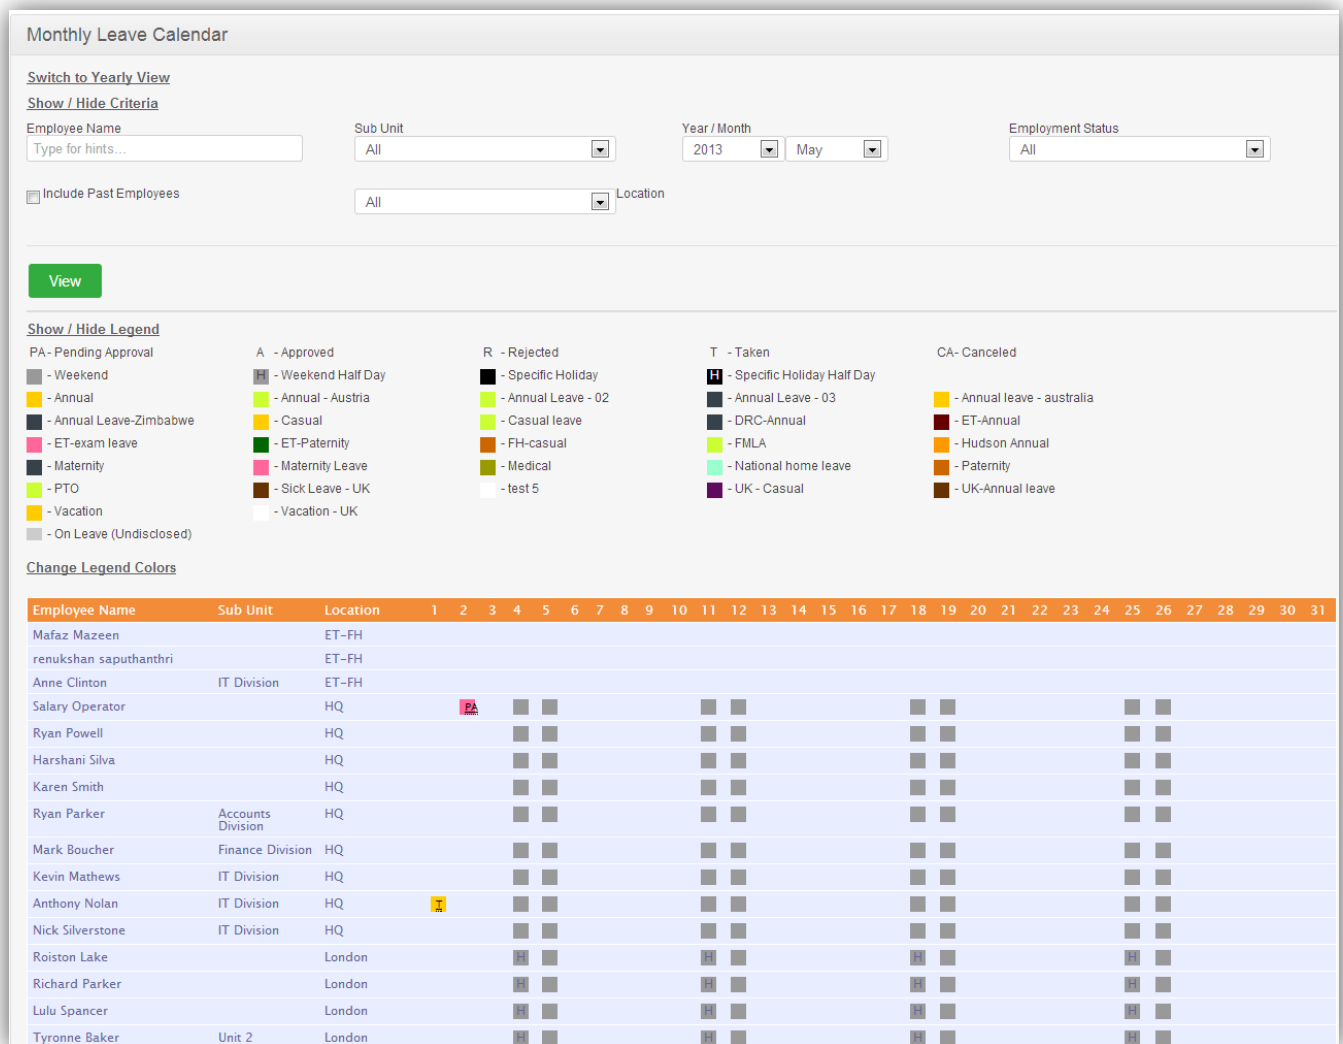 Monthly Leave Calendar
Switch to Yearly View
Show / Hide Criteria
Employee Name Sub Unit Year / Month Employment Status
Type for hints... All 2013 May All
Include Past Employees All Location
View
Show / Hide Legend
PA - Pending Approval A - Approved R - Rejected T - Taken CA - Canceled
- Weekend H - Weekend Half Day - Specific Holiday H - Specific Holiday Half Day
- Annual - Annual - Austria - Annual Leave - 02 - Annual Leave - 03 - Annual leave - australia
- Annual Leave-Zimbabwe - Casual - Casual leave - DRC-Annual - ET-Annual
- ET-exam leave - ET-Paternity - FH-casual - FMLA - Hudson Annual
- Maternity - Maternity Leave - Medical - National home leave - Paternity
- PTO - Sick Leave - UK - test 5 - UK - Casual - UK-Annual leave
- Vacation - Vacation - UK
- On Leave (Undisclosed)
Change Legend Colors
Employee Name Sub Unit Location 1 2 3 4 5 6 7 8 9 10 11 12 13 14 15 16 17 18 19 20 21 22 23 24 25 26 27 28 29 30 31
Mafaz Mazeen ET-FH
renukshan saputhanthri ET-FH
Anne Clinton IT Division ET-FH
Salary Operator HQ PA
Ryan Powell HQ
Harshani Silva HQ
Karen Smith HQ
Ryan Parker Accounts HQ
Division
Mark Boucher Finance Division HQ
Kevin Mathews IT Division HQ
Anthony Nolan IT Division HQ T
Nick Silverstone IT Division HQ
Roiston Lake London H H H H
Richard Parker London H H H H
Lulu Spancer London H H H H
Tyronne Baker Unit 2 London H H H H